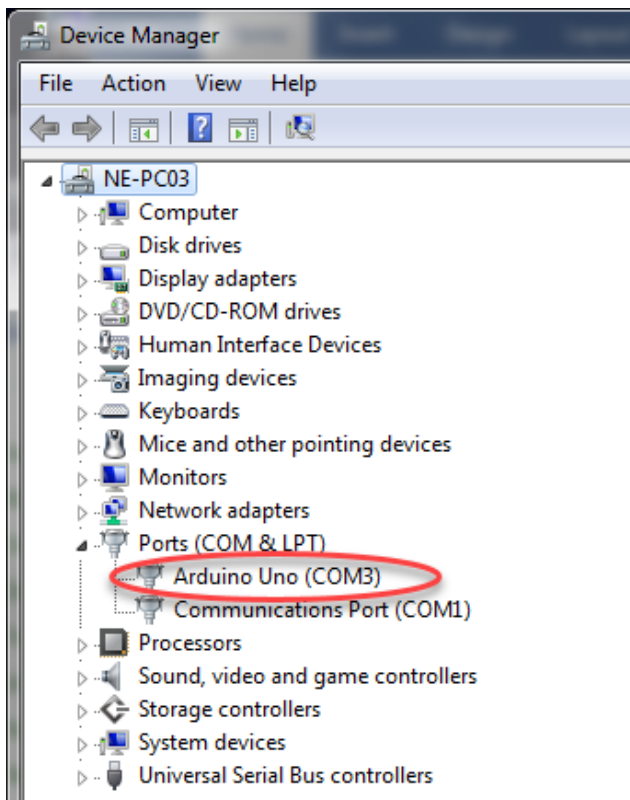 Device Manager
File Action View Help
NE-PC03
Computer
Disk drives
Display adapters
DVD/CD-ROM drives
Human Interface Devices
Imaging devices
Keyboards
Mice and other pointing devices
Monitors
Network adapters
Ports (COM & LPT)
Arduino Uno (COM3)
Communications Port (COM1)
Processors
Sound, video and game controllers
Storage controllers
System devices
Universal Serial Bus controllers